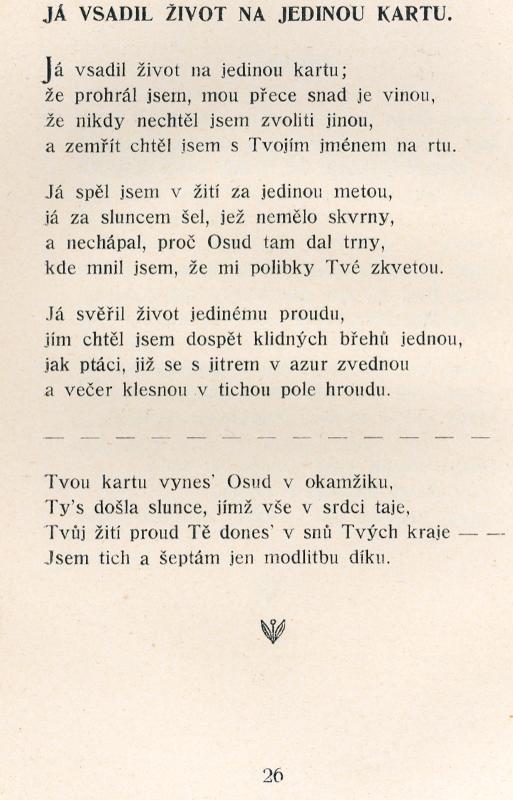 JÁ VSADIL ŽIVOT NA JEDINOU KARTU.
Já vsadil život na jedinou kartu;
že prohrál jsem, mou přece snad je vinou,
že nikdy nechtěl jsem zvoliti jinou,
a zemřít chtěl jsem s Tvojím jménem na rtu.
Já spěl jsem v žití za jedinou metou,
já za sluncem šel, jež nemělo skvrny,
a nechápal, proč Osud tam dal trny,
kde mnil jsem, že mi polibky Tvé zkvetou.
Já svěřil život jedinému proudu,
jím chtěl jsem dospět klidných břehů jednou,
jak ptáci, již se s jitrem v azur zvednou
a večer klesnou v tichou pole hroudu.
— — — — — — — — — — — — —
Tvou kartu vynes' Osud v okamžiku,
Ty's došla slunce, jímž vše v srdci taje,
Tvůj žití proud Tě dones' v snů Tvých kraje — —
Jsem tich a šeptám jen modlitbu díku.
26